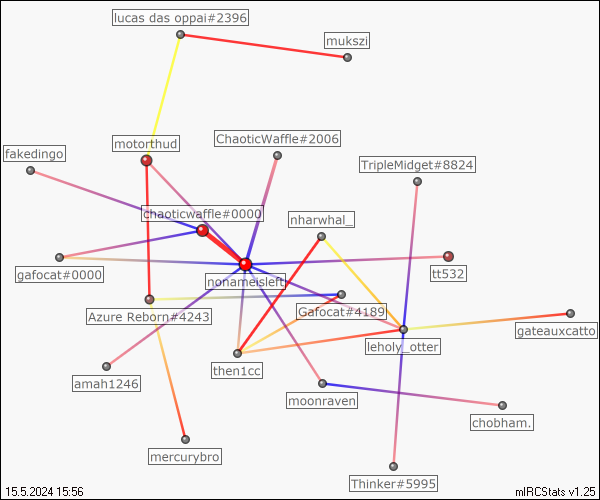 lucas das oppai#2396
mukszi
motorthud
ChaoticWaffle#2006
fakedingo
TripleMidget#8824
chaoticwaffle#0000
nharwhal_
gafocat#0000
nonameisleft
tt532
Azure Reborn#4243
Gafocat#4189
gateauxcatto
leholy_otter
then1cc
amah1246
moonraven
chobham.
mercurybro
Thinker#5995
15.5.2024 15:56
mIRCStats v1.25